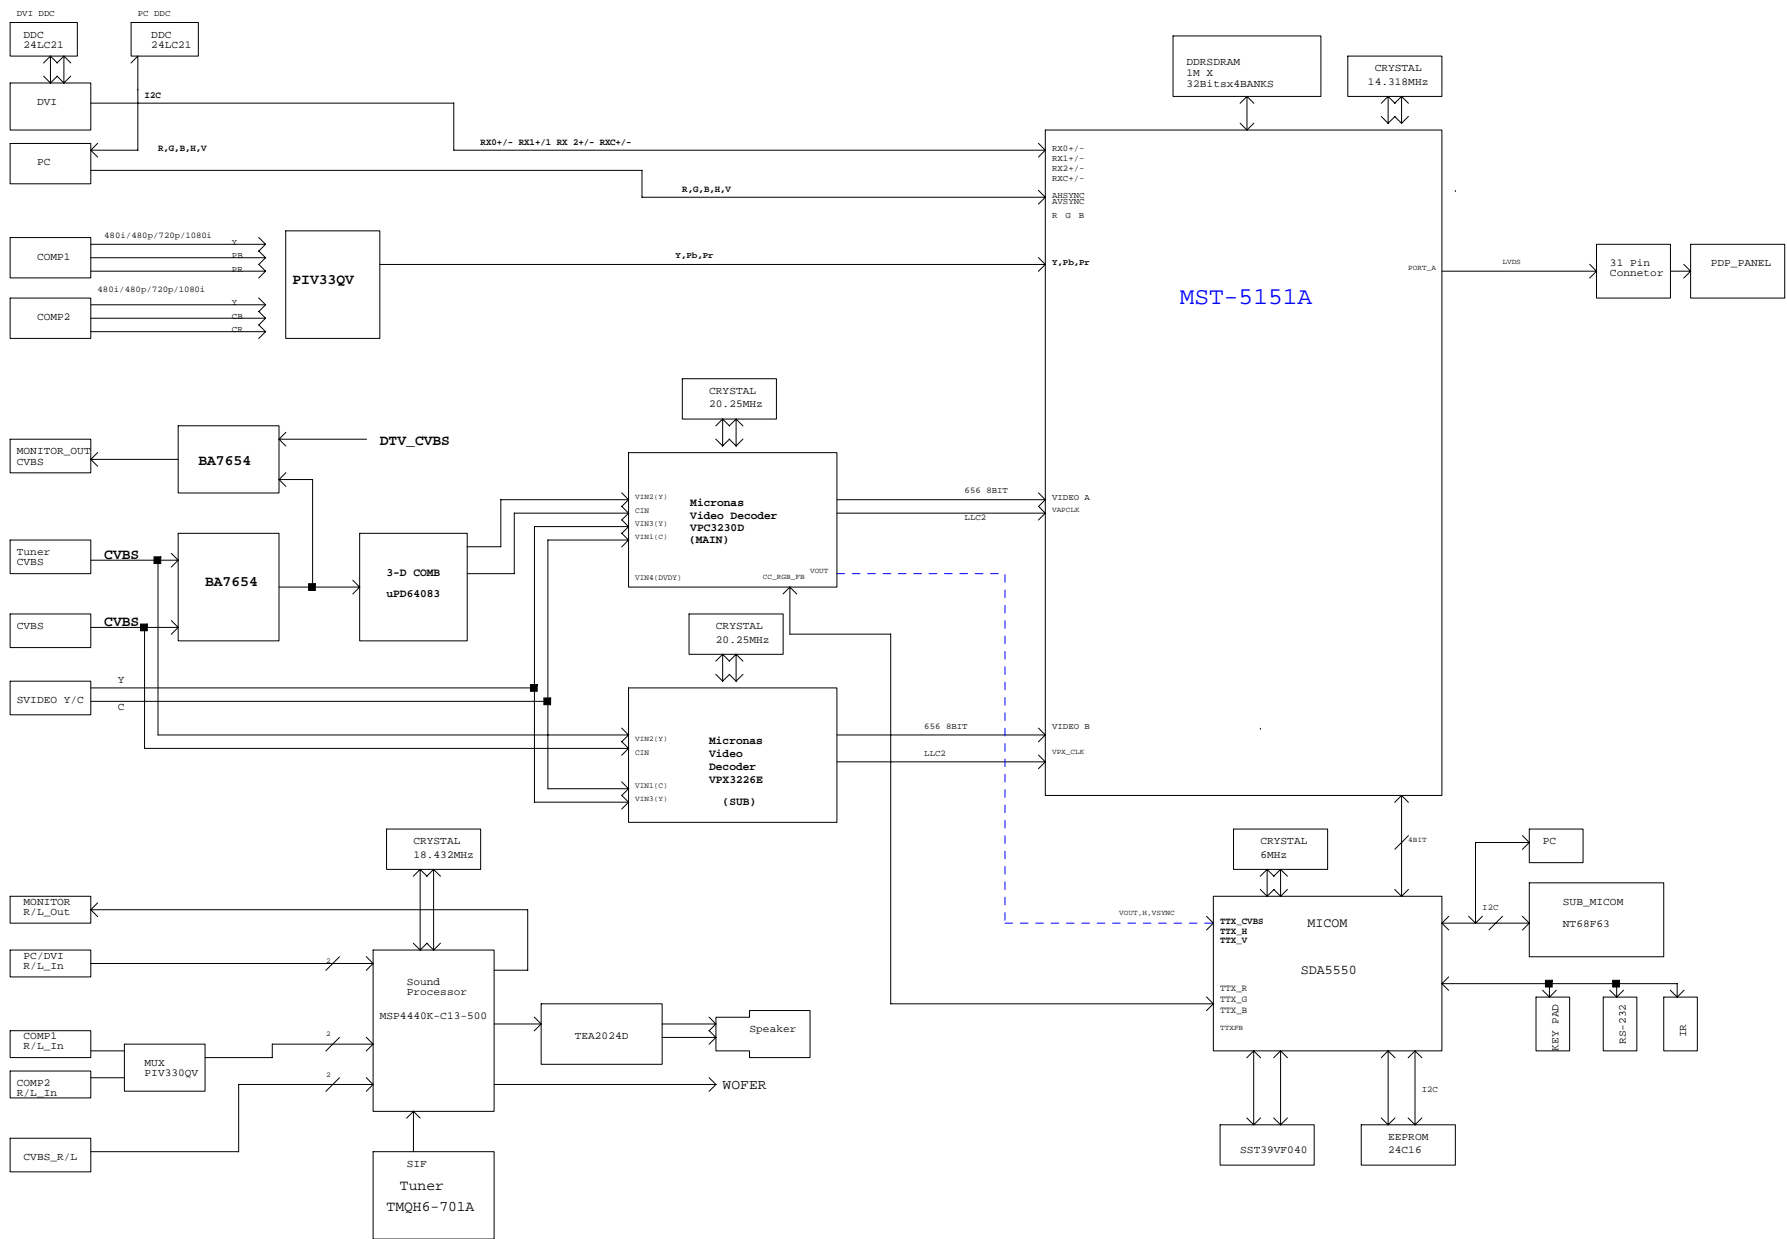 DVI DDC
PC DDC
DDC
24LC21
DDC
24LC21
DVI
I2C
PC
R,G,B,H,V
RX0+/- RX1+/1 RX 2+/- RXC+/-
R,G,B,H,V
DDRSDRAM
1M X
32Bitsx4BANKS
CRYSTAL
14.318MHz
RX0+/-
RX1+/-
RX2+/-
RXC+/-
AHSYNC
AVSYNC
R G B
Y,Pb,Pr
MST-5151A
PORT_A
LVDS
31 Pin
Connetor
PDP_PANEL
COMP1
480i/480p/720p/1080i
Y
PB
PR
COMP2
480i/480p/720p/1080i
Y
CB
CR
PIV33QV
Y,Pb,Pr
CRYSTAL
20.25MHz
MONITOR_OUT
CVBS
BA7654
DTV_CVBS
Tuner
CVBS
CVBS
CVBS
CVBS
BA7654
3-D COMB
uPD64083
VIN2(Y)
CIN
VIN3(Y)
VIN1(C)
VIN4(DVDY)
Micronas
Video Decoder
VPC3230D
(MAIN)
CC_RGB_FB
VOUT
656 8BIT
LLC2
VIDEO A
VAPCLK
CRYSTAL
20.25MHz
SVIDEO Y/C
Y
C
VIN2(Y)
CIN
VIN1(C)
VIN3(Y)
Micronas
Video
Decoder
VPX3226E
(SUB)
656 8BIT
LLC2
VIDEO B
VPX_CLK
CRYSTAL
18.432MHz
CRYSTAL
6MHz
4BIT
PC
MONITOR
R/L_Out
PC/DVI
R/L_In
2
Sound
Processor
MSP4440K-C13-500
COMP1
R/L_In
COMP2
R/L_In
MUX
PIV330QV
2
2
CVBS_R/L
TEA2024D
Speaker
WOFER
SIF
Tuner
TMQH6-701A
VOUT,H,VSYNC
TTX_CVBS
TTX_H
TTX_V
MICOM
SDA5550
TTX_R
TTX_G
TTX_B
TTXFB
I2C
SUB_MICOM
NT68F63
KEY PAD
RS-232
IR
I2C
SST39VF040
EEPROM
24C16